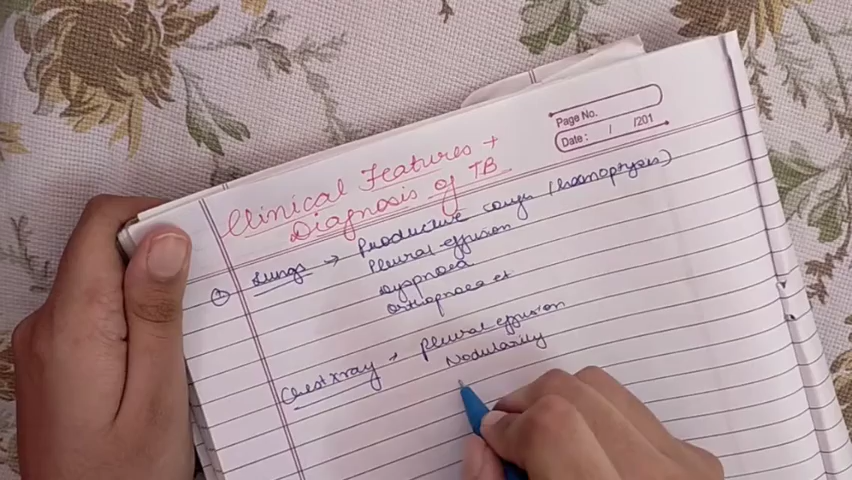 Page No.
Date : / /201
Clinical Features +
Diagnosis of TB
① Lungs → Productive cough (haemoptysis)
Pleural effusion
Dyspnoea
Orthopnoea et
Chest xray → Pleural effusion
Nodularity